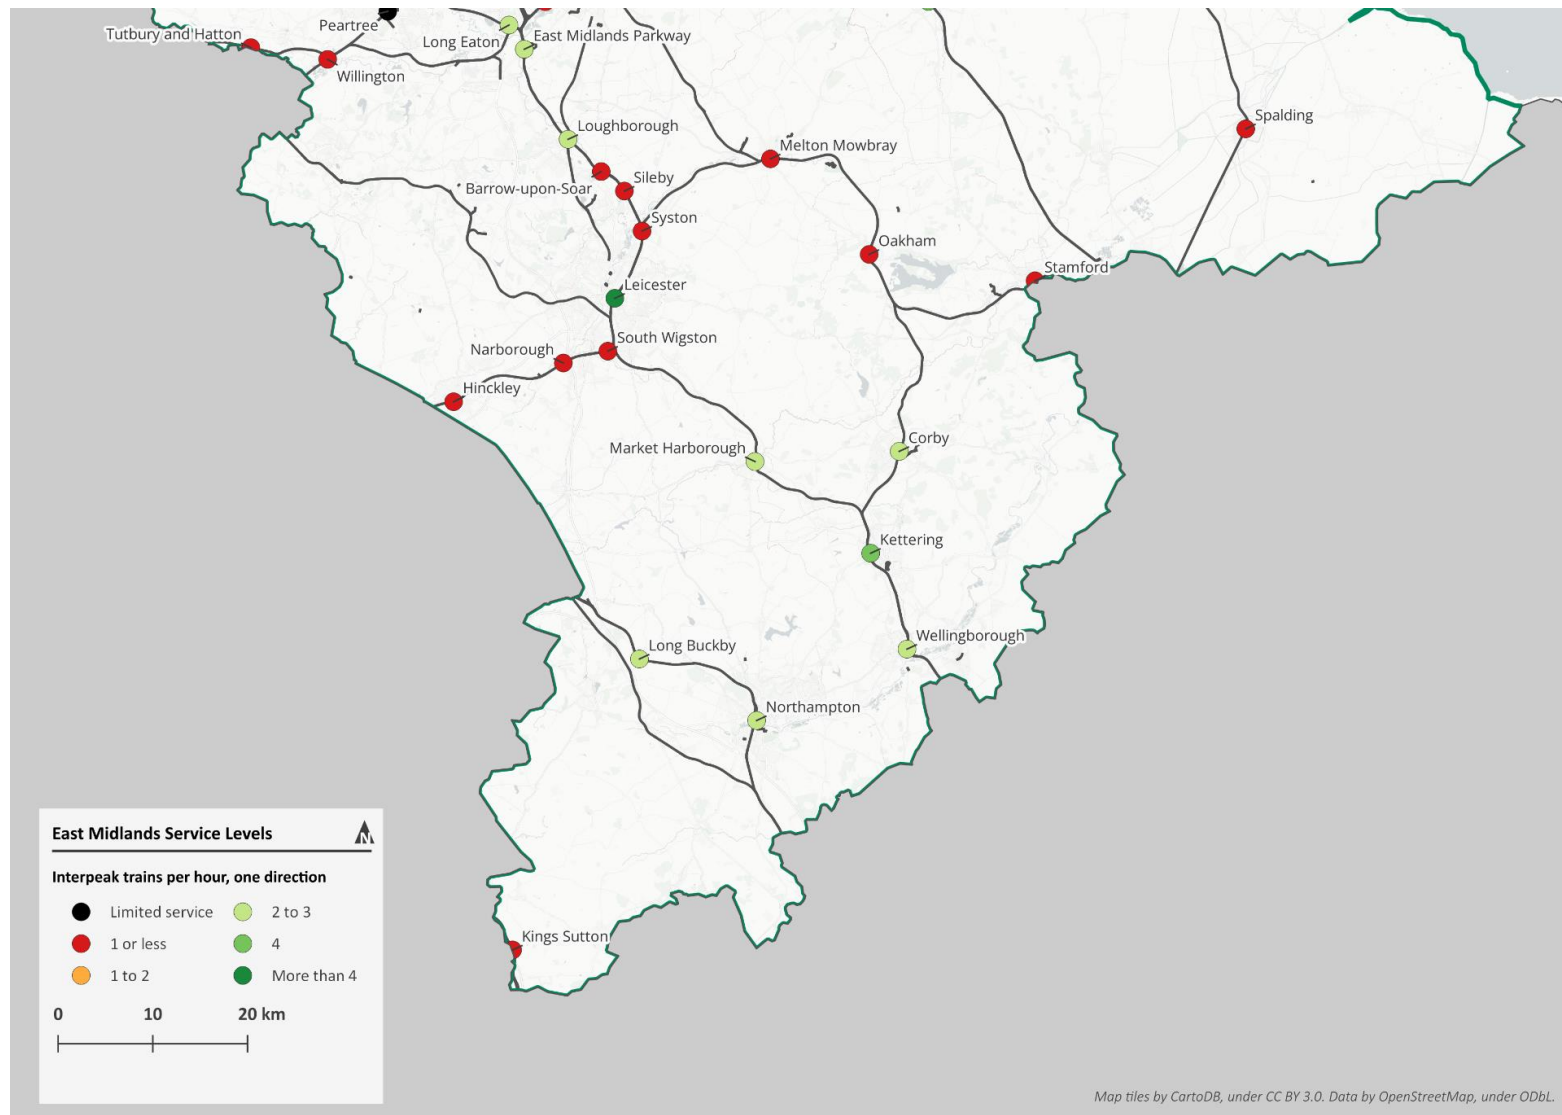 Peartree
Tutbury and Hatton
Long Eaton
East Midlands Parkway
Willington
Spalding
Loughborough
Melton Mowbray
Barrow-upon-Soar
Sileby
Syston
Oakham
Stamford
Leicester
South Wigston
Narborough
Hinckley
Market Harborough
Corby
Kettering
Wellingborough
Long Buckby
Northampton
Kings Sutton
East Midlands Service Levels
N
Interpeak trains per hour, one direction
Limited service
2 to 3
1 or less
4
1 to 2
More than 4
0 10 20 km
Map tiles by CartoDB, under CC BY 3.0. Data by OpenStreetMap, under ODbL.